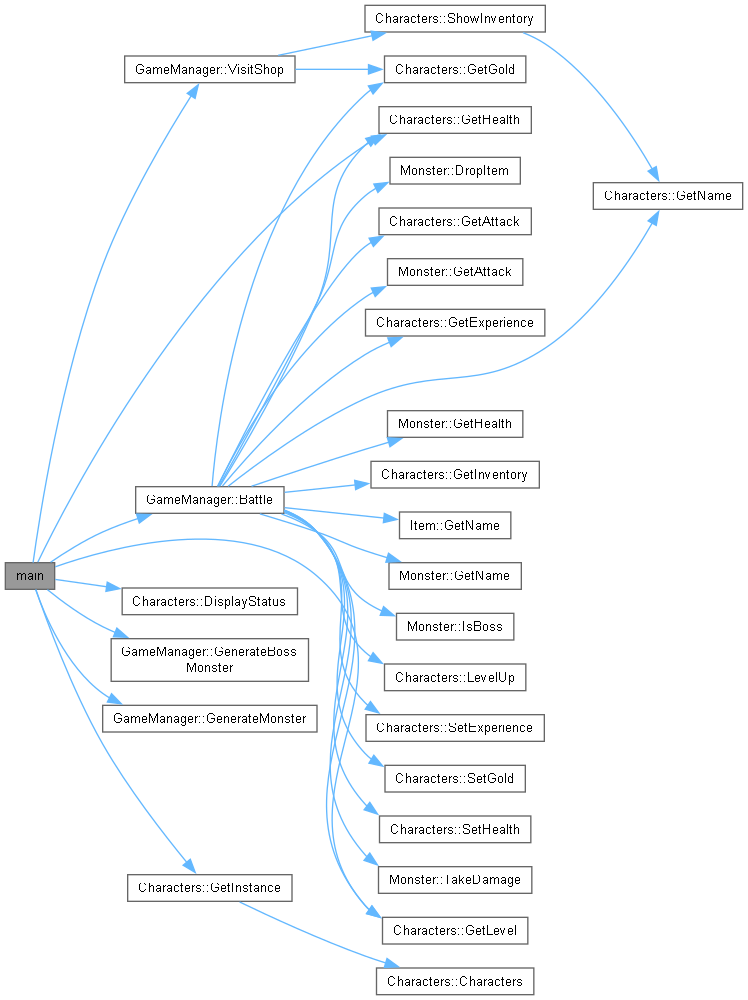 Characters::ShowInventory
GameManager::VisitShop
Characters::GetGold
Characters::GetHealth
Monster::DropItem
Characters::GetName
Characters::GetAttack
Monster::GetAttack
Characters::GetExperience
Monster::GetHealth
Characters::GetInventory
GameManager::Battle
Item::GetName
main
Monster::GetName
Characters::DisplayStatus
Monster::IsBoss
GameManager::GenerateBoss
Monster
Characters::LevelUp
GameManager::GenerateMonster
Characters::SetExperience
Characters::SetGold
Characters::SetHealth
Characters::GetInstance
Monster::TakeDamage
Characters::GetLevel
Characters::Characters